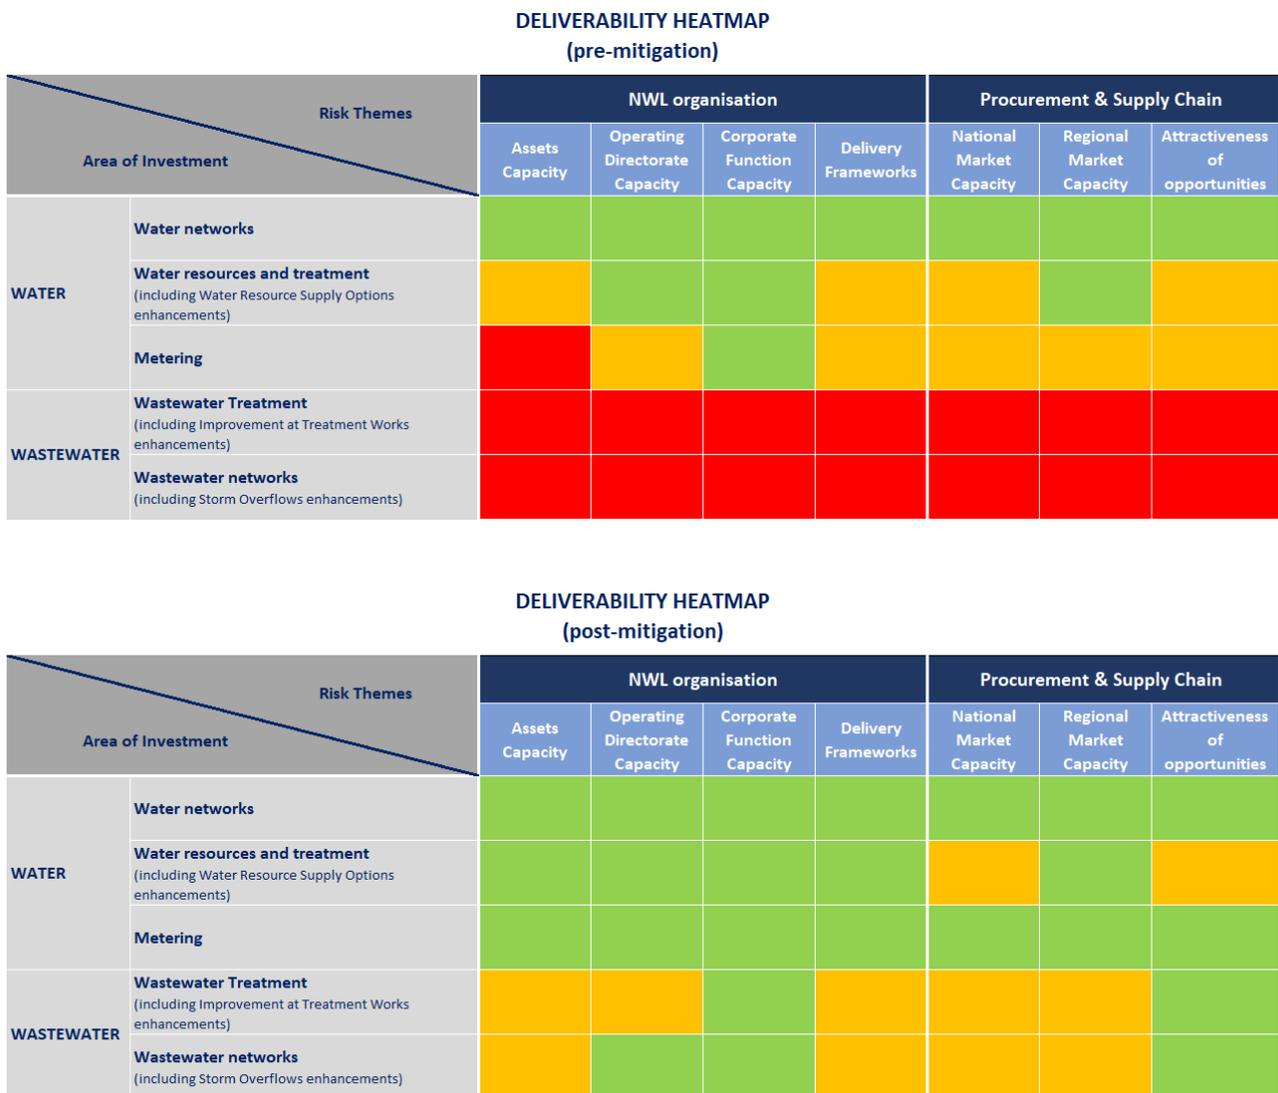 DELIVERABILITY HEATMAP
(pre-mitigation)
Risk Themes
Area of Investment
NWL organisation
Procurement & Supply Chain
Assets
Capacity
Operating
Directorate
Capacity
Corporate
Function
Capacity
Delivery
Frameworks
National
Market
Capacity
Regional
Market
Capacity
Attractiveness
of
opportunities
WATER
Water networks
Water resources and treatment
(including Water Resource Supply Options
enhancements)
Metering
WASTEWATER
Wastewater Treatment
(including Improvement at Treatment Works
enhancements)
Wastewater networks
(including Storm Overflows enhancements)
DELIVERABILITY HEATMAP
(post-mitigation)
Risk Themes
Area of Investment
NWL organisation
Procurement & Supply Chain
Assets
Capacity
Operating
Directorate
Capacity
Corporate
Function
Capacity
Delivery
Frameworks
National
Market
Capacity
Regional
Market
Capacity
Attractiveness
of
opportunities
WATER
Water networks
Water resources and treatment
(including Water Resource Supply Options
enhancements)
Metering
WASTEWATER
Wastewater Treatment
(including Improvement at Treatment Works
enhancements)
Wastewater networks
(including Storm Overflows enhancements)